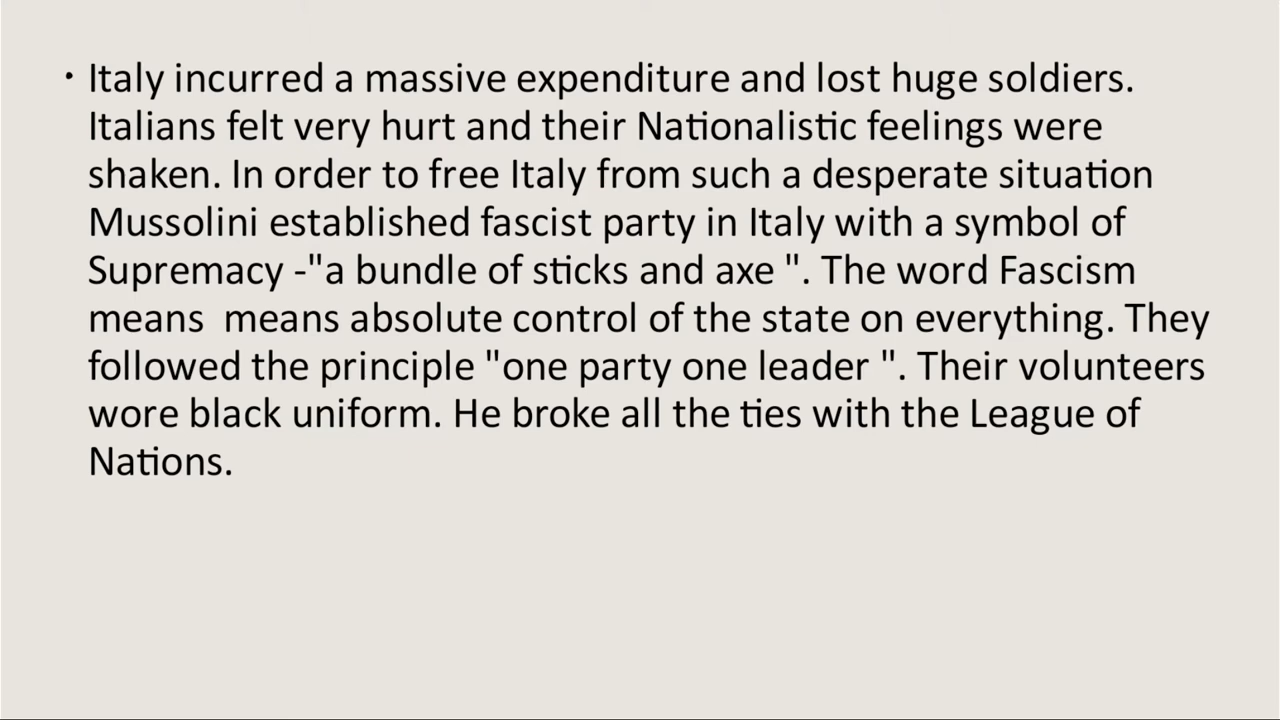 • Italy incurred a massive expenditure and lost huge soldiers.
Italians felt very hurt and their Nationalistic feelings were
shaken. In order to free Italy from such a desperate situation
Mussolini established fascist party in Italy with a symbol of
Supremacy -"a bundle of sticks and axe ". The word Fascism
means  means absolute control of the state on everything. They
followed the principle "one party one leader ". Their volunteers
wore black uniform. He broke all the ties with the League of
Nations.